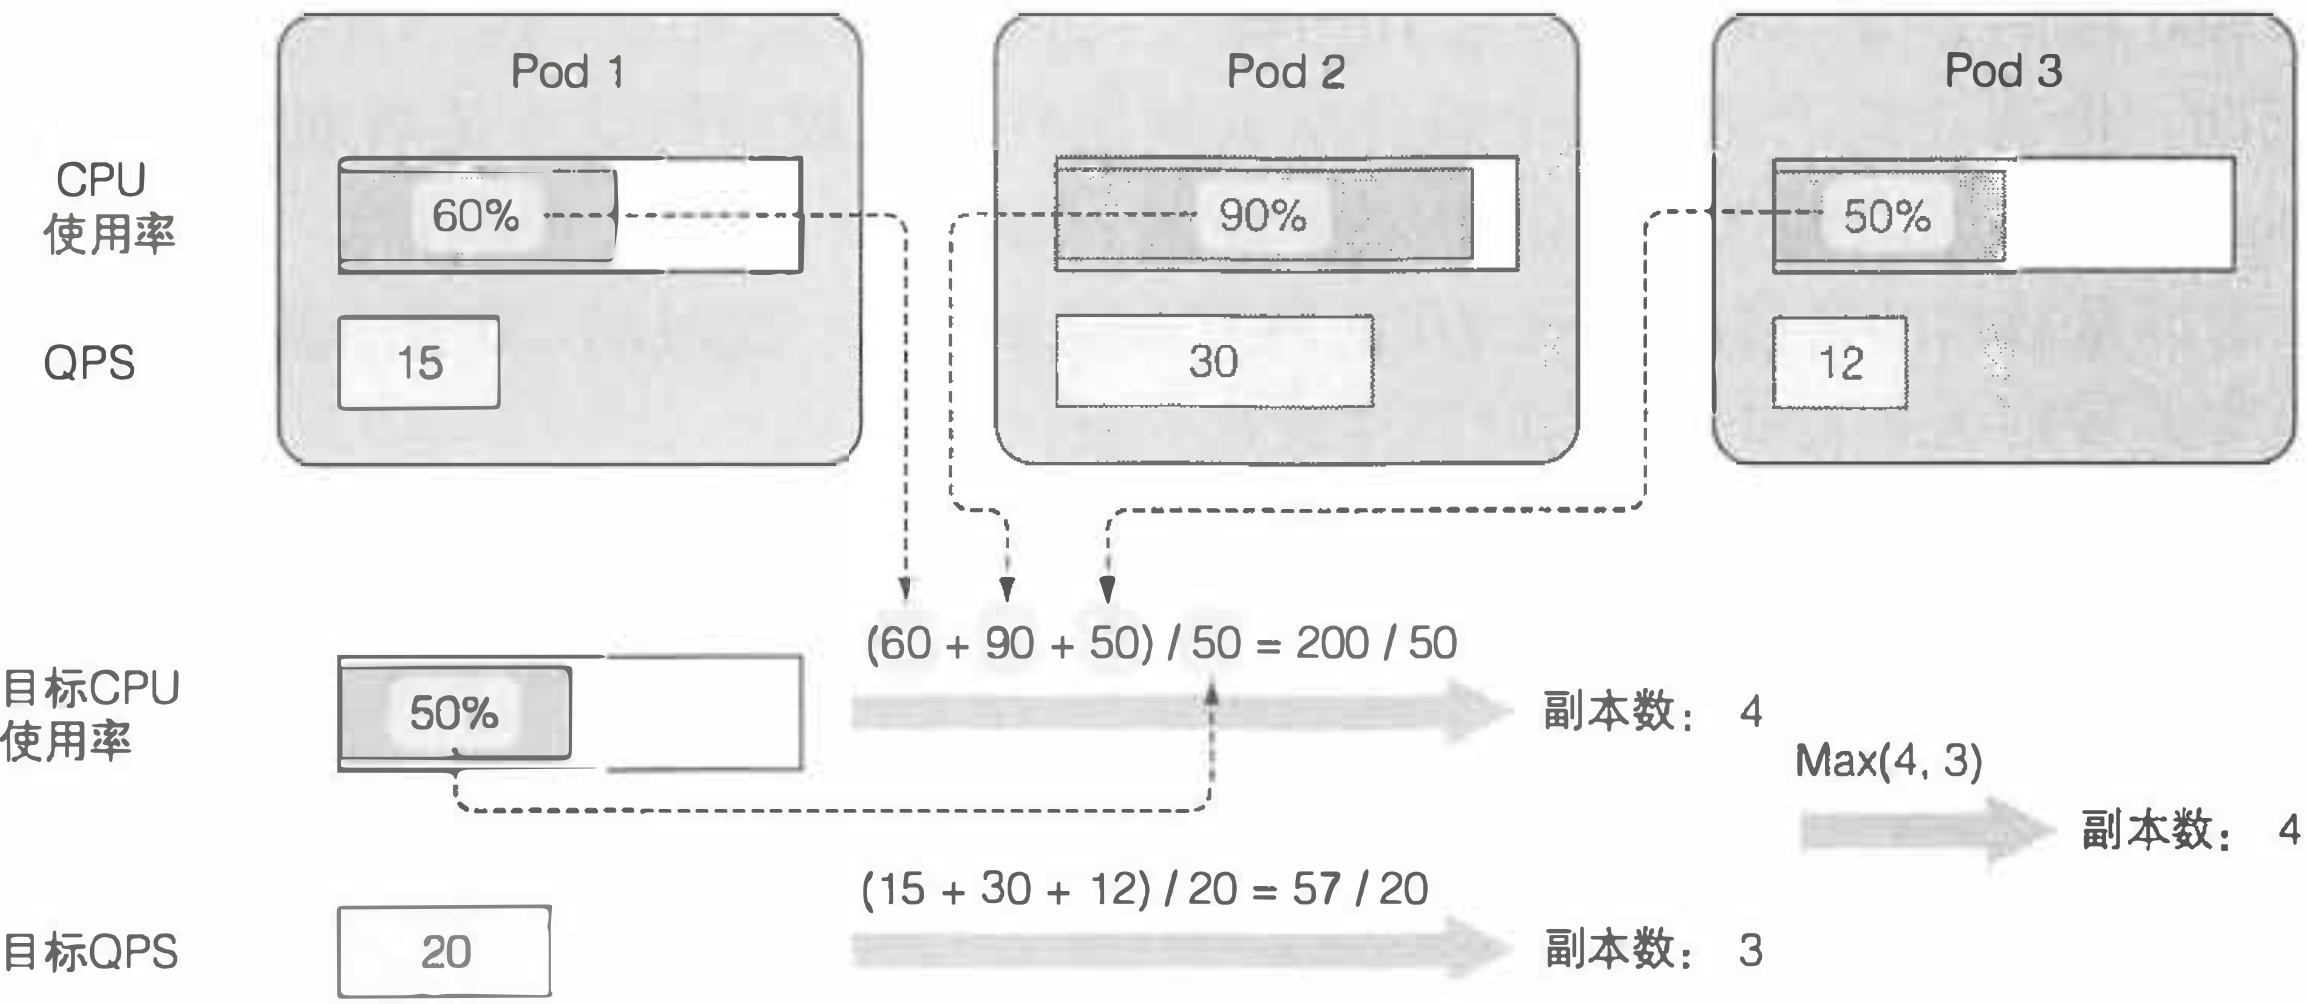 Pod 1
Pod 2
Pod 3
CPU
使用率
60%
90%
50%
QPS
15
30
12
(60 + 90 + 50) / 50 = 200 / 50
目标CPU
使用率
50%
副本数： 4
Max(4, 3)
副本数： 4
(15 + 30 + 12) / 20 = 57 / 20
目标QPS
20
副本数： 3